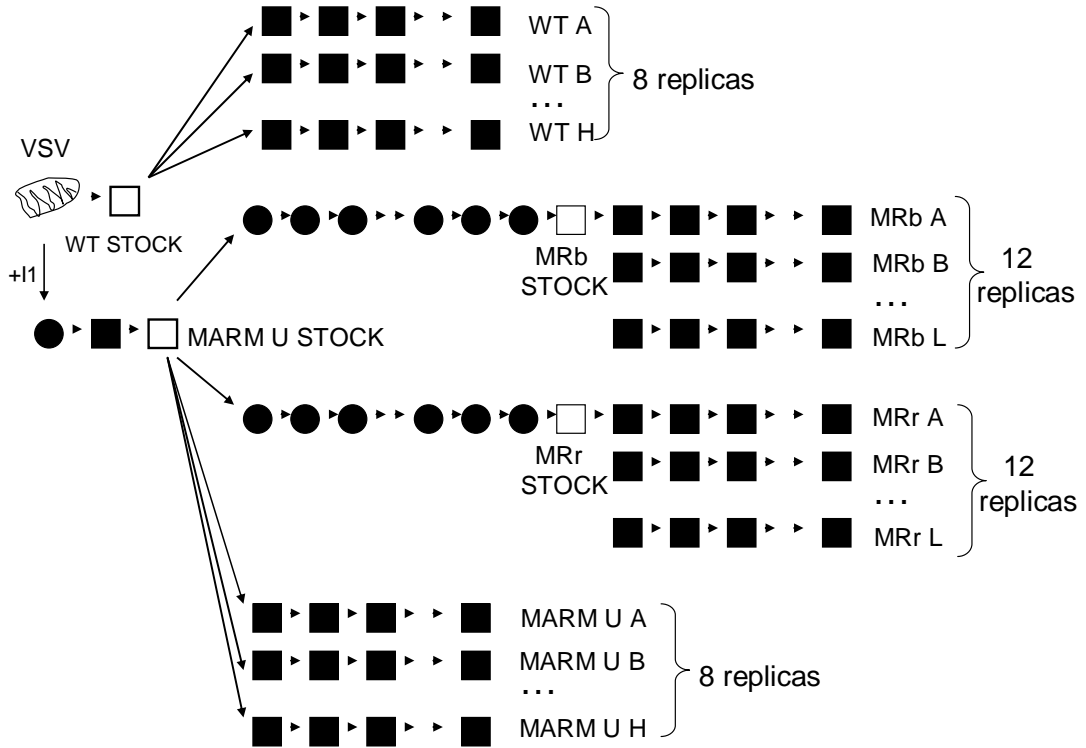 WT A
WT B
...
WT H
8 replicas
VSV
WT STOCK
+I1
MARM U STOCK
MRb
STOCK
MRb A
MRb B
...
MRb L
12
replicas
MRr
STOCK
MRr A
MRr B
...
MRr L
12
replicas
MARM U A
MARM U B
...
MARM U H
8 replicas